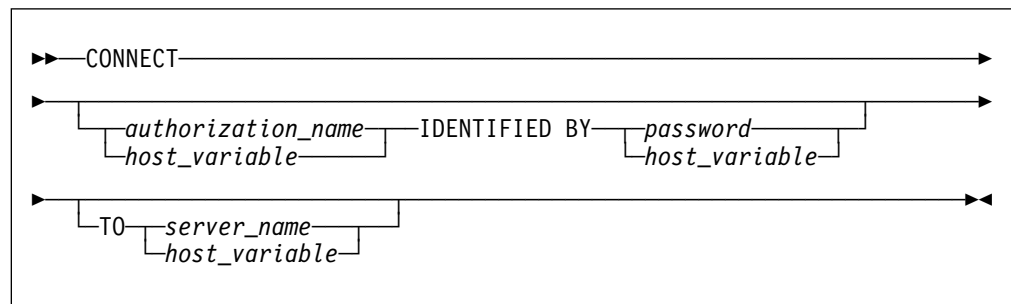 CONNECT
authorization_name IDENTIFIED BY password
host_variable host_variable
TO server_name
host_variable